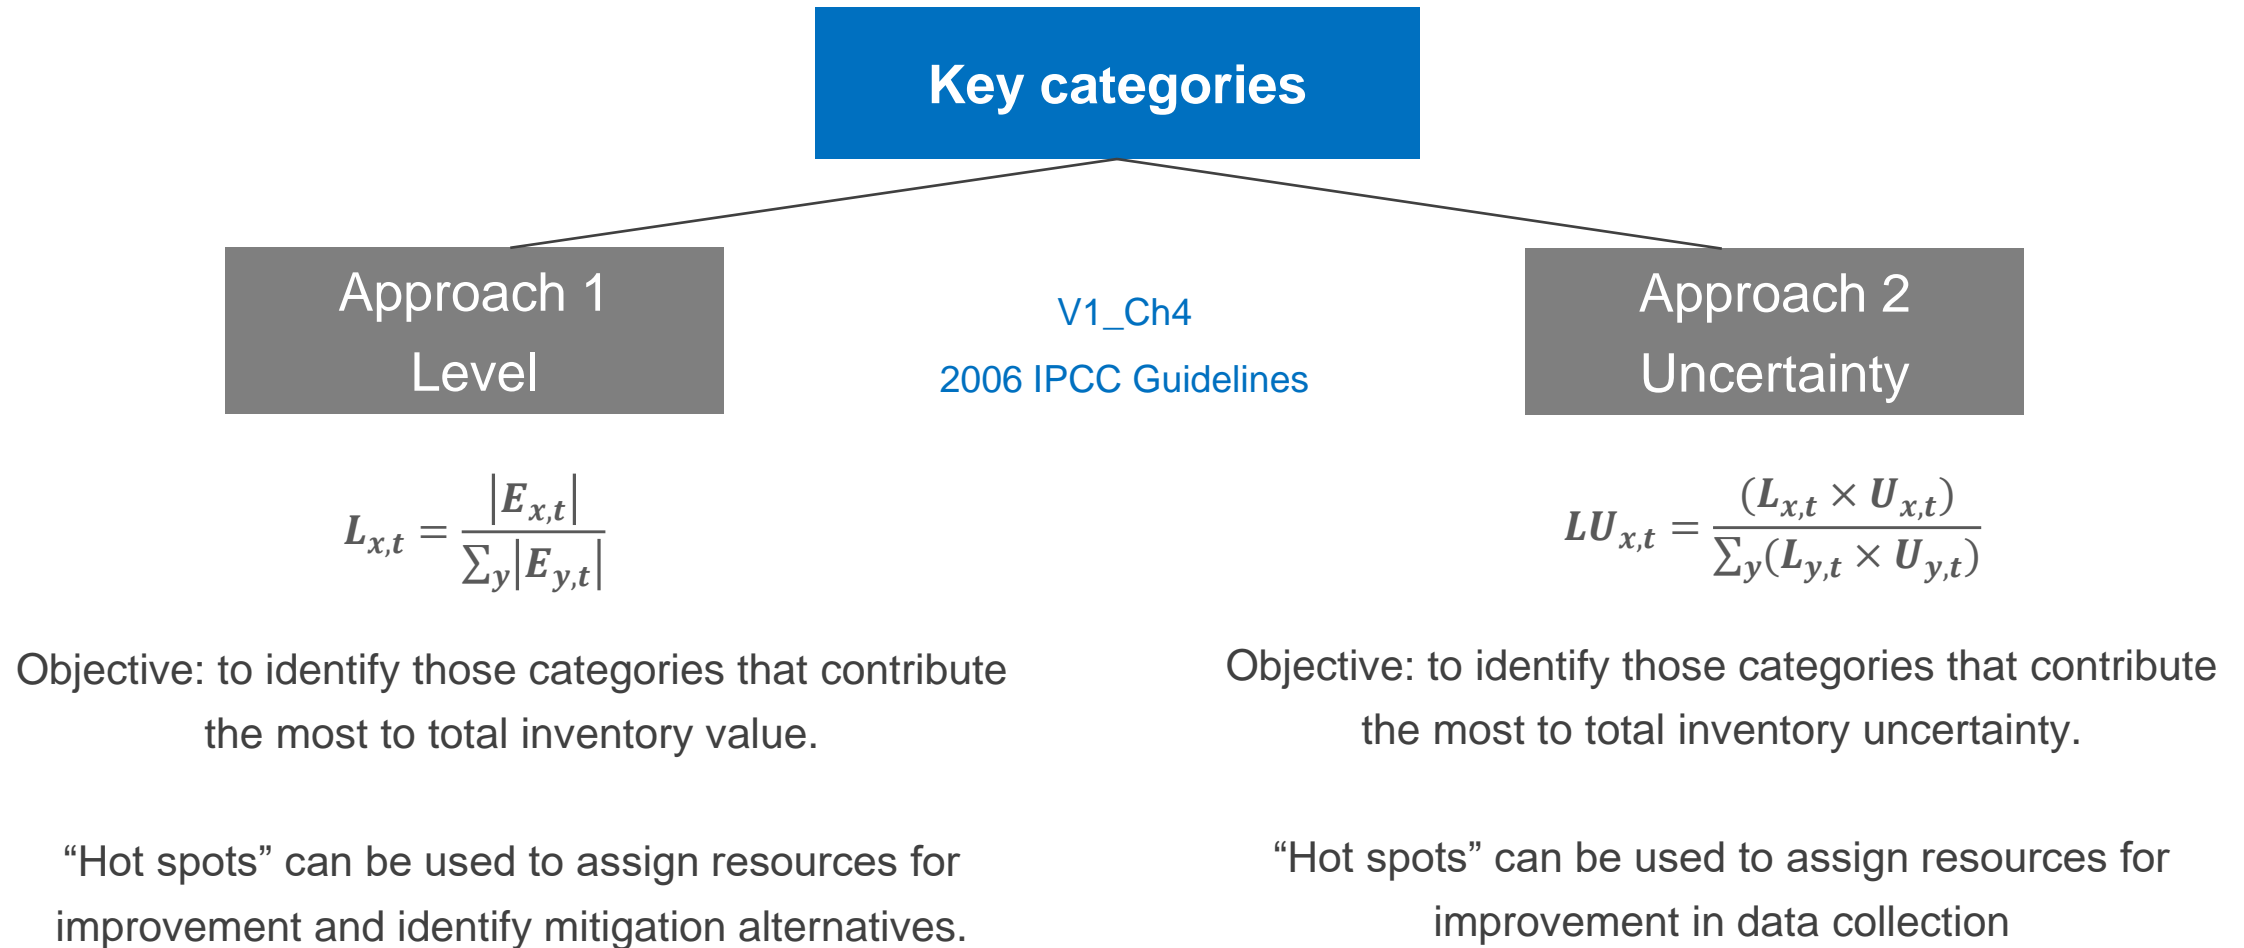 Key categories
Approach 1
Level
V1_Ch4
2006 IPCC Guidelines
Approach 2
Uncertainty
L_{x,t} = |E_{x,t}| / ∑_y|E_{y,t}|
LU_{x,t} = (L_{x,t} × U_{x,t}) / ∑_y(L_{y,t} × U_{y,t})
Objective: to identify those categories that contribute
the most to total inventory value.
“Hot spots” can be used to assign resources for
improvement and identify mitigation alternatives.
Objective: to identify those categories that contribute
the most to total inventory uncertainty.
“Hot spots” can be used to assign resources for
improvement in data collection